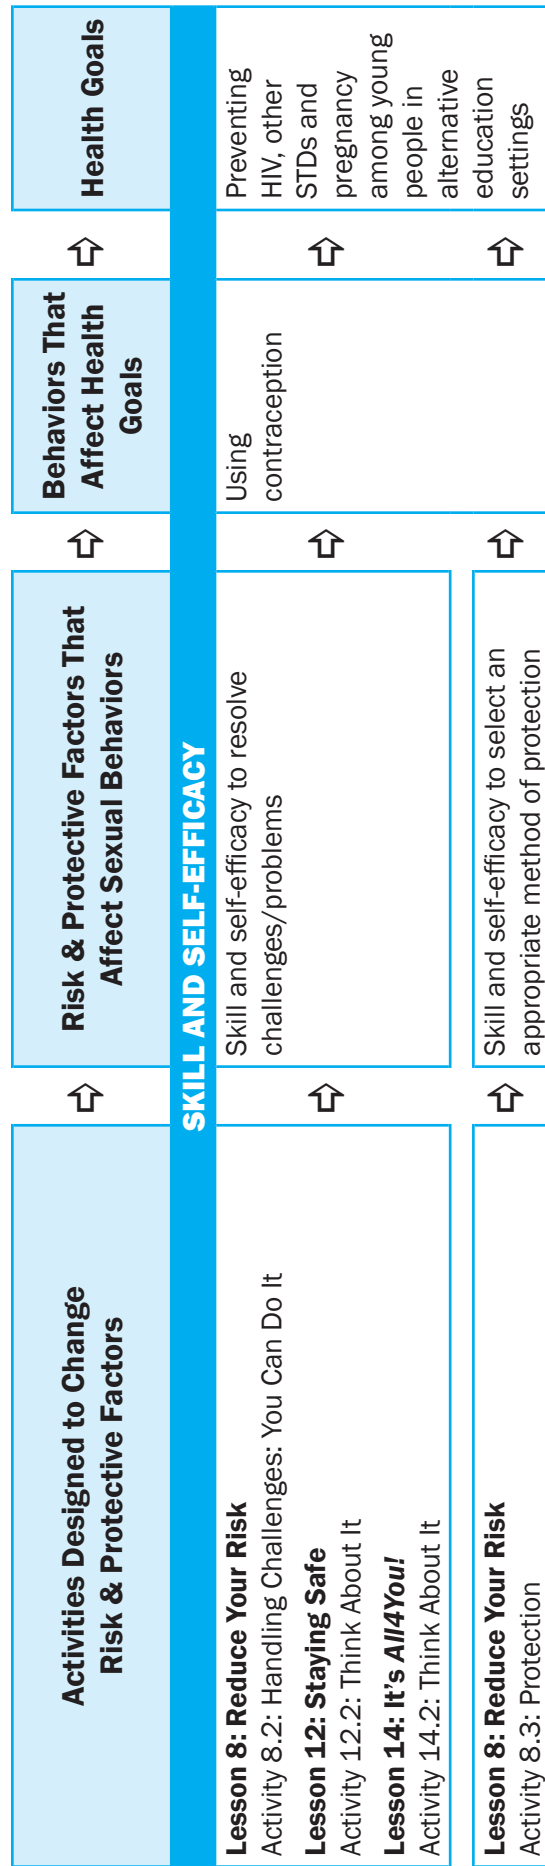 Activities Designed to Change
Risk & Protective Factors
Risk & Protective Factors That
Affect Sexual Behaviors
Behaviors That
Affect Health
Goals
Health Goals
SKILL AND SELF-EFFICACY
Lesson 8: Reduce Your Risk
Activity 8.2: Handling Challenges: You Can Do It
Lesson 12: Staying Safe
Activity 12.2: Think About It
Lesson 14: It’s All4You!
Activity 14.2: Think About It
Skill and self-efficacy to resolve
challenges/problems
Using
contraception
Preventing
HIV, other
STDs and
pregnancy
among young
people in
alternative
education
settings
Lesson 8: Reduce Your Risk
Activity 8.3: Protection
Skill and self-efficacy to select an
appropriate method of protection